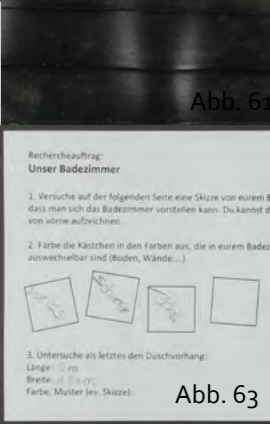 Abb. 61
Rechercheauftrag:
Unser Badezimmer
1. Versuche auf der folgenden Seite eine Skizze von eurem B
dass man sich das Badezimmer vorstellen kann. Du kannst d
von vorne aufzeichnen.
2. Färbe die Kästchen in den Farben aus, die in eurem Badez
auswechselbar sind (Boden, Wände,...)
3. Untersuche als letztes den Duschvorhang:
Länge: 2m
Breite:
Farbe, Muster (ev. Skizze):
Abb. 63